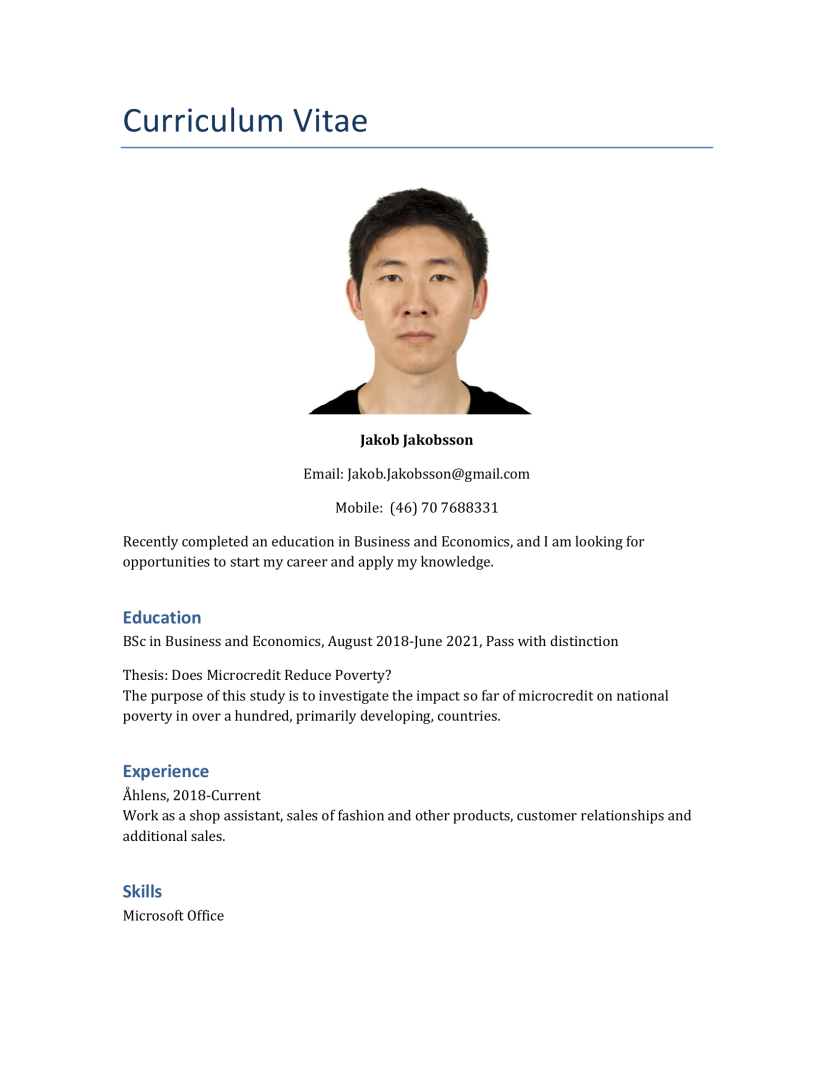 Curriculum Vitae
Jakob Jakobsson
Email: Jakob.Jakobsson@gmail.com
Mobile:  (46) 70 7688331
Recently completed an education in Business and Economics, and I am looking for
opportunities to start my career and apply my knowledge.
Education
BSc in Business and Economics, August 2018-June 2021, Pass with distinction
Thesis: Does Microcredit Reduce Poverty?
The purpose of this study is to investigate the impact so far of microcredit on national
poverty in over a hundred, primarily developing, countries.
Experience
Åhlens, 2018-Current
Work as a shop assistant, sales of fashion and other products, customer relationships and
additional sales.
Skills
Microsoft Office